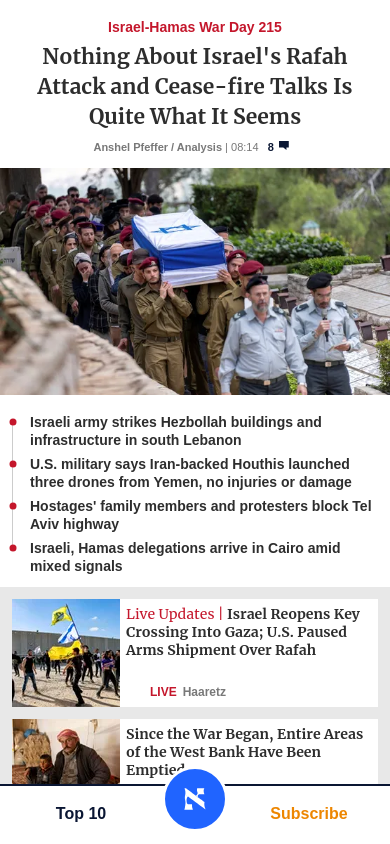 Israel-Hamas War Day 215
Nothing About Israel's Rafah
Attack and Cease-fire Talks Is
Quite What It Seems
Anshel Pfeffer / Analysis | 08:14 8
Israeli army strikes Hezbollah buildings and
infrastructure in south Lebanon
U.S. military says Iran-backed Houthis launched
three drones from Yemen, no injuries or damage
Hostages' family members and protesters block Tel
Aviv highway
Israeli, Hamas delegations arrive in Cairo amid
mixed signals
Live Updates | Israel Reopens Key
Crossing Into Gaza; U.S. Paused
Arms Shipment Over Rafah
LIVE Haaretz
Since the War Began, Entire Areas
of the West Bank Have Been
Emptied
Top 10
א
Subscribe